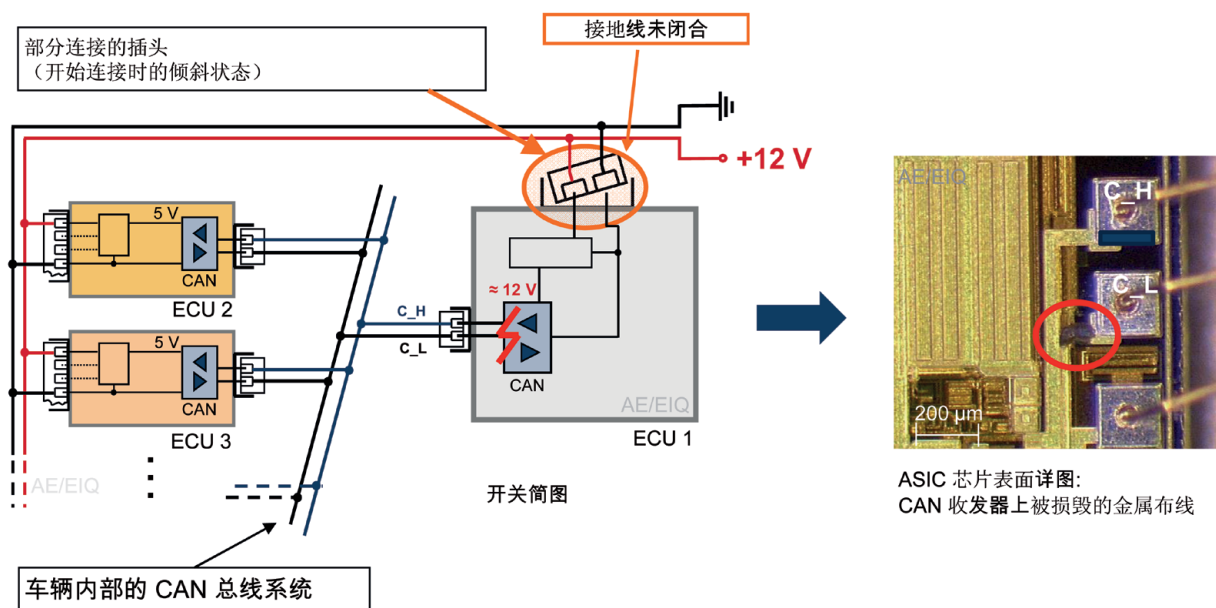 部分连接的插头
（开始连接时的倾斜状态）
接地线未闭合
+12 V
5 V
CAN
ECU 2
5 V
CAN
ECU 3
AE/EIQ
C_H
C_L
≈ 12 V
CAN
AE/EIQ
ECU 1
开关简图
车辆内部的 CAN 总线系统
AE/EIQ
C_H
C_L
200 µm
ASIC 芯片表面详图:
CAN 收发器上被损毁的金属布线